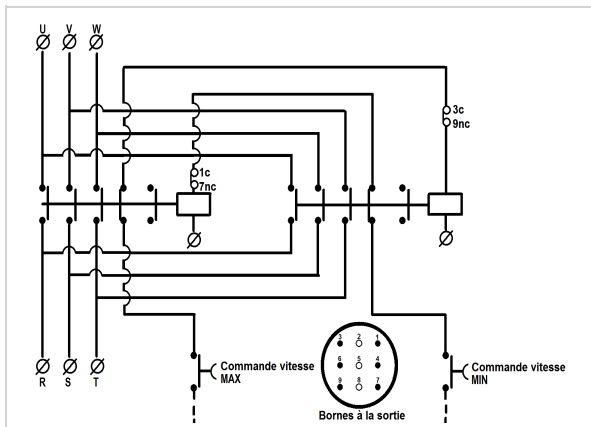 U V W
3c
9nc
1c
7nc
R S T
Commande vitesse
MAX
3 2 1
6 5 4
9 8 7
Commande vitesse
MIN
Bornes à la sortie